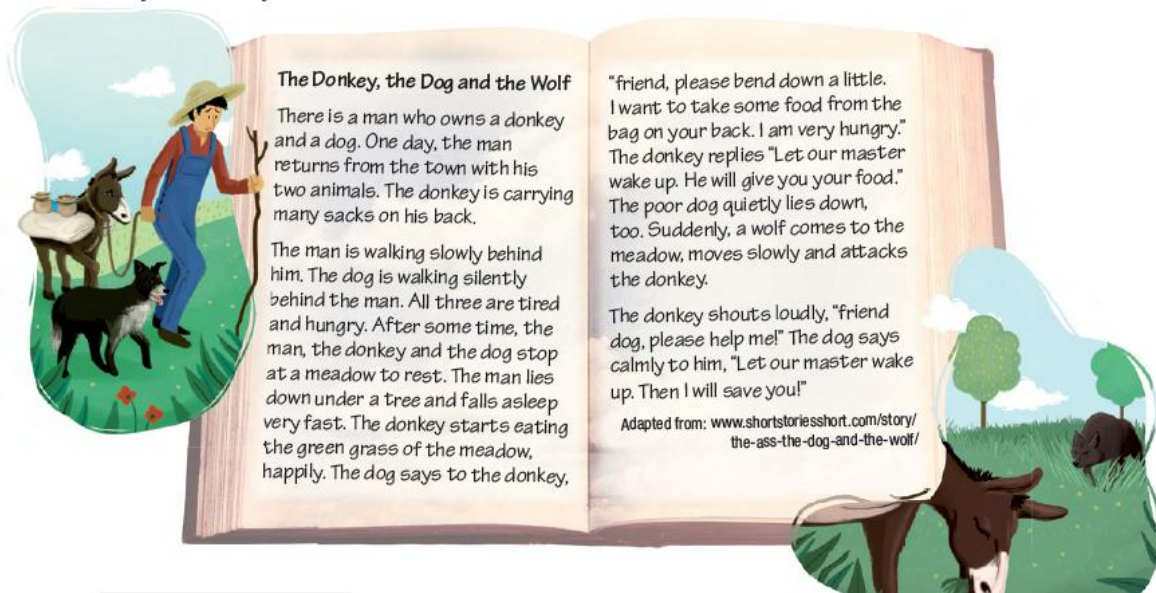 The Donkey, the Dog and the Wolf
There is a man who owns a donkey
and a dog. One day, the man
returns from the town with his
two animals. The donkey is carrying
many sacks on his back.
The man is walking slowly behind
him. The dog is walking silently
behind the man. All three are tired
and hungry. After some time, the
man, the donkey and the dog stop
at a meadow to rest. The man lies
down under a tree and falls asleep
very fast. The donkey starts eating
the green grass of the meadow,
happily. The dog says to the donkey,
“friend, please bend down a little.
I want to take some food from the
bag on your back. I am very hungry.”
The donkey replies “Let our master
wake up. He will give you your food.”
The poor dog quietly lies down,
too. Suddenly, a wolf comes to the
meadow, moves slowly and attacks
the donkey.
The donkey shouts loudly, “friend
dog, please help me!” The dog says
calmly to him, “Let our master wake
up. Then I will save you!”
Adapted from: www.shortstoriesshort.com/story/
the-ass-the-dog-and-the-wolf/